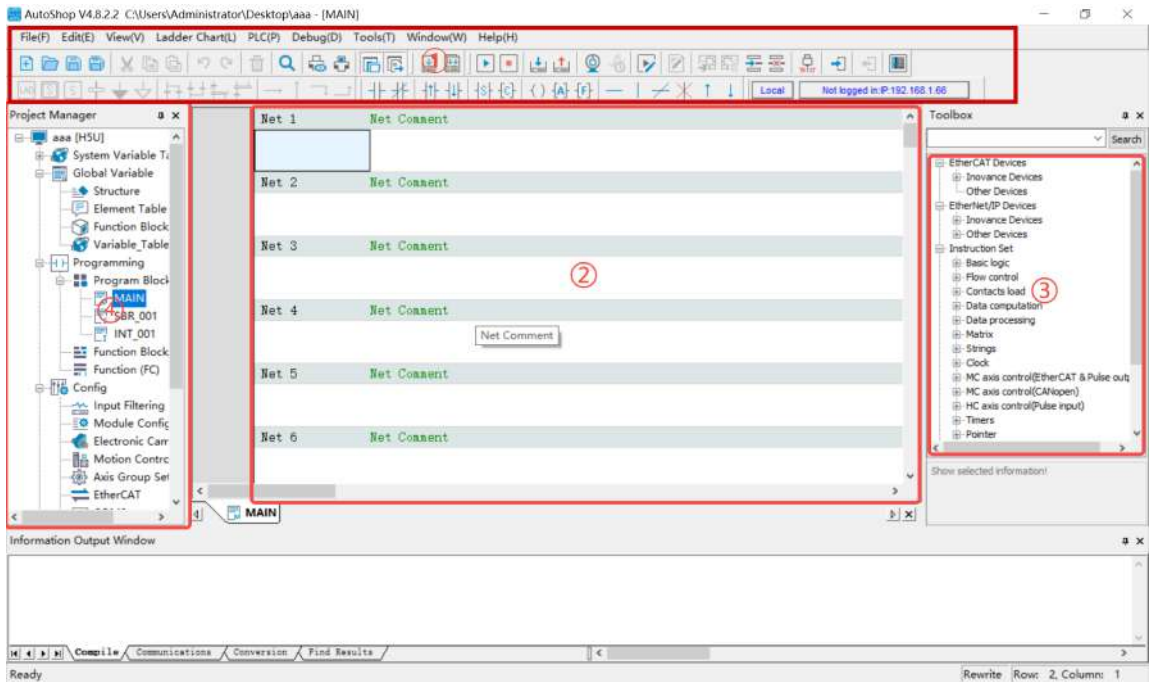 AutoShop V4.8.2.2 C:\Users\Administrator\Desktop\aaa - [MAIN]
File(F) Edit(E) View(V) Ladder Chart(L) PLC(P) Debug(D) Tools(T) Window(W) Help(H)
①
Local Not logged in:IP:192.168.1.66
Project Manager
aaa [H5U]
System Variable Ta
Global Variable
Structure
Element Table
Function Block
Variable_Table
Programming
Program Block
MAIN
④
SBR_001
INT_001
Function Block
Function (FC)
Config
Input Filtering
Module Config
Electronic Cam
Motion Contro
Axis Group Set
EtherCAT
Net 1 Net Comment
Net 2 Net Comment
Net 3 Net Comment
②
Net 4 Net Comment
Net Comment
Net 5 Net Comment
Net 6 Net Comment
MAIN
Toolbox
Search
EtherCAT Devices
Inovance Devices
Other Devices
EtherNet/IP Devices
Inovance Devices
Other Devices
Instruction Set
Basic logic
Flow control
Contacts load
③
Data computation
Data processing
Matrix
Strings
Clock
MC axis control(EtherCAT & Pulse outp
MC axis control(CANopen)
HC axis control(Pulse input)
Timers
Pointer
Show selected information!
Information Output Window
Compile Communications Conversion Find Results
Ready Rewrite Row: 2, Column: 1